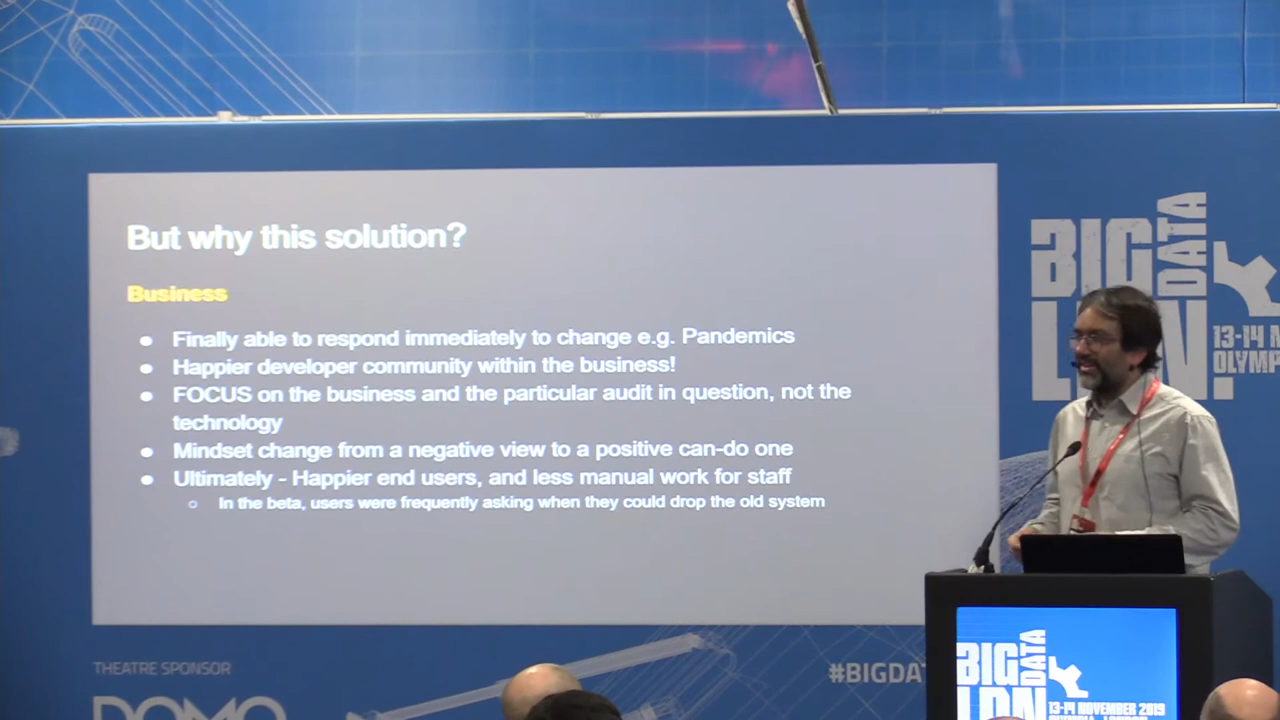 But why this solution?
Business
● Finally able to respond immediately to change e.g. Pandemics
● Happier developer community within the business!
● FOCUS on the business and the particular audit in question, not the
technology
● Mindset change from a negative view to a positive can-do one
● Ultimately - Happier end users, and less manual work for staff
○ In the beta, users were frequently asking when they could drop the old system
BIG DATA
LDN.
13-14 N
OLYMP
THEATRE SPONSOR
DOMO
#BIGDA
BIG DATA
LDN
13-14 NOVEMBER 2019
OLYMPIA LONDON